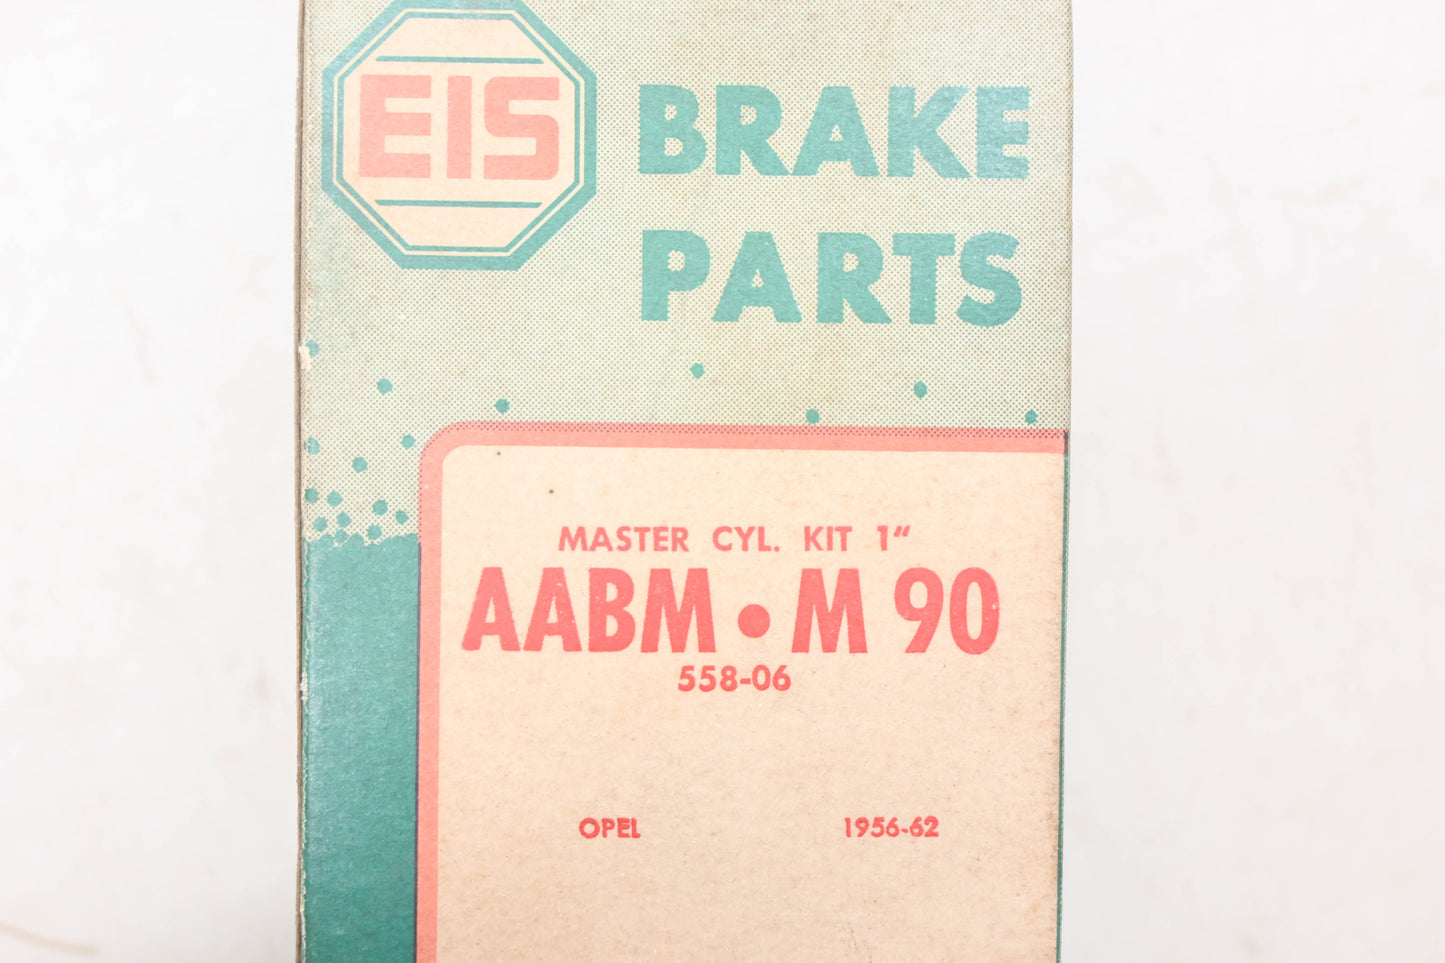 EIS
BRAKE
PARTS
MASTER CYL. KIT 1"
AABM • M 90
558-06
OPEL 1956-62